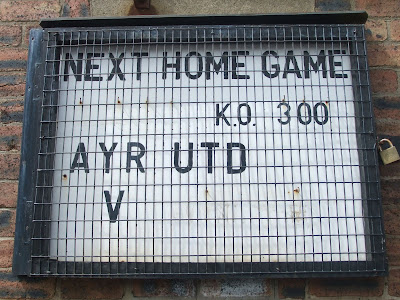 NEXT HOME GAME
K.O. 300
AYR UTD
V